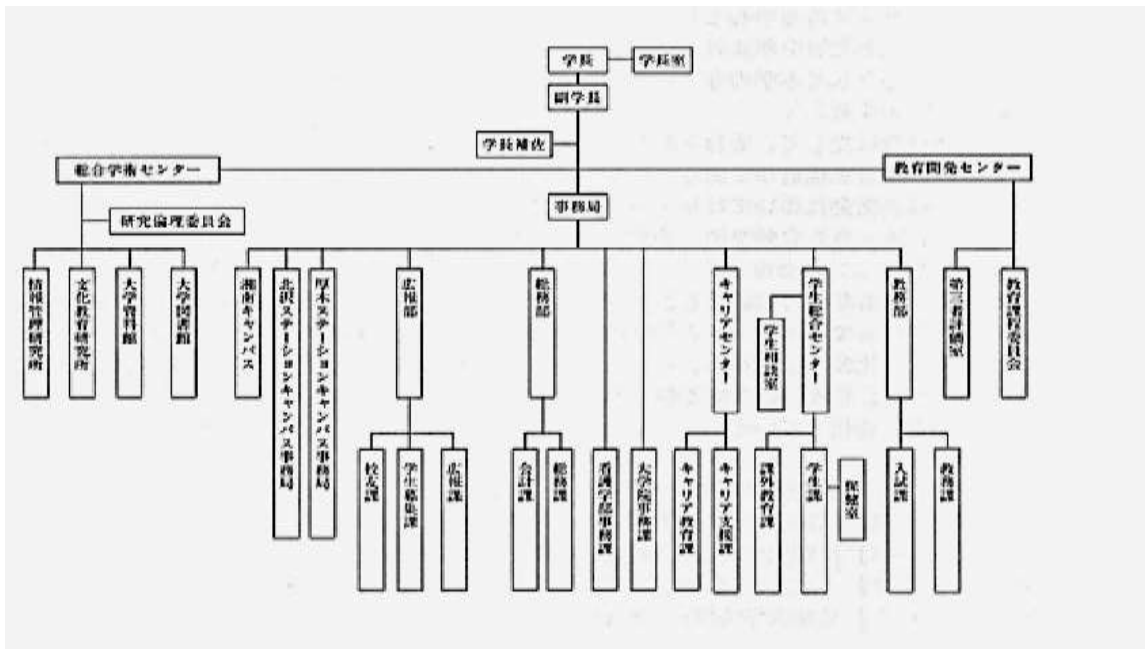 学長
学長室
副学長
学長補佐
総合学術センター
教育開発センター
研究倫理委員会
事務局
情報管理研究所
文化教育研究所
大学資料館
大学図書館
湘南キャンパス
北沢ステーションキャンパス事務局
厚木ステーションキャンパス事務局
広報部
総務部
キャリアセンター
学生相談室
学生総合センター
教務部
第三者評価室
教育課程委員会
校友課
学生募集課
広報課
会計課
総務課
看護学部事務課
大学院事務課
キャリア教育課
キャリア支援課
課外教育課
学生課
保健室
入試課
教務課